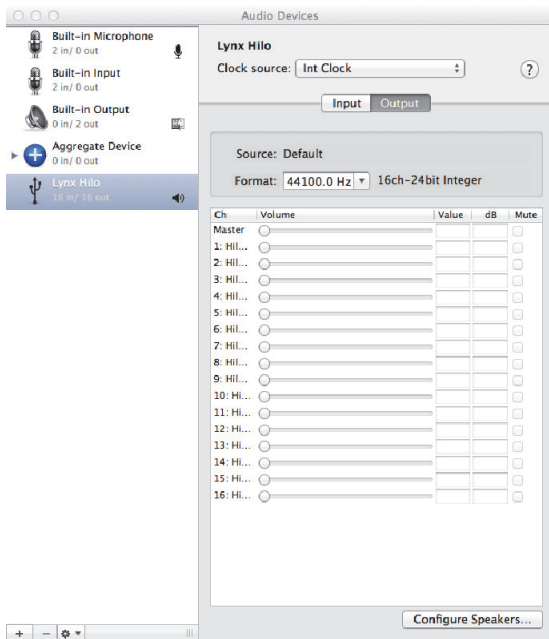 Audio Devices
Built-in Microphone
2 in/ 0 out
Built-in Input
2 in/ 0 out
Built-in Output
0 in/ 2 out
Aggregate Device
0 in/ 0 out
Lynx Hilo
16 in/ 16 out
Lynx Hilo
Clock source: Int Clock
?
Input Output
Source: Default
Format: 44100.0 Hz 16ch-24bit Integer
Ch Volume Value dB Mute
Master
1: Hil...
2: Hil...
3: Hil...
4: Hil...
5: Hil...
6: Hil...
7: Hil...
8: Hil...
9: Hil...
10: Hi...
11: Hi...
12: Hi...
13: Hi...
14: Hi...
15: Hi...
16: Hi...
Configure Speakers...